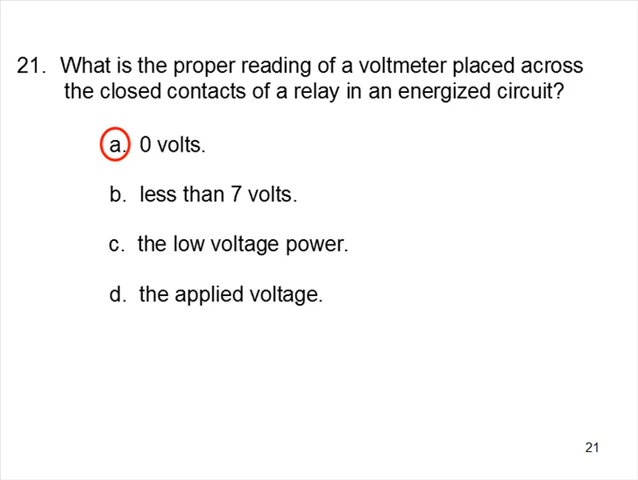 21. What is the proper reading of a voltmeter placed across
the closed contacts of a relay in an energized circuit?
a. 0 volts.
b. less than 7 volts.
c. the low voltage power.
d. the applied voltage.
21